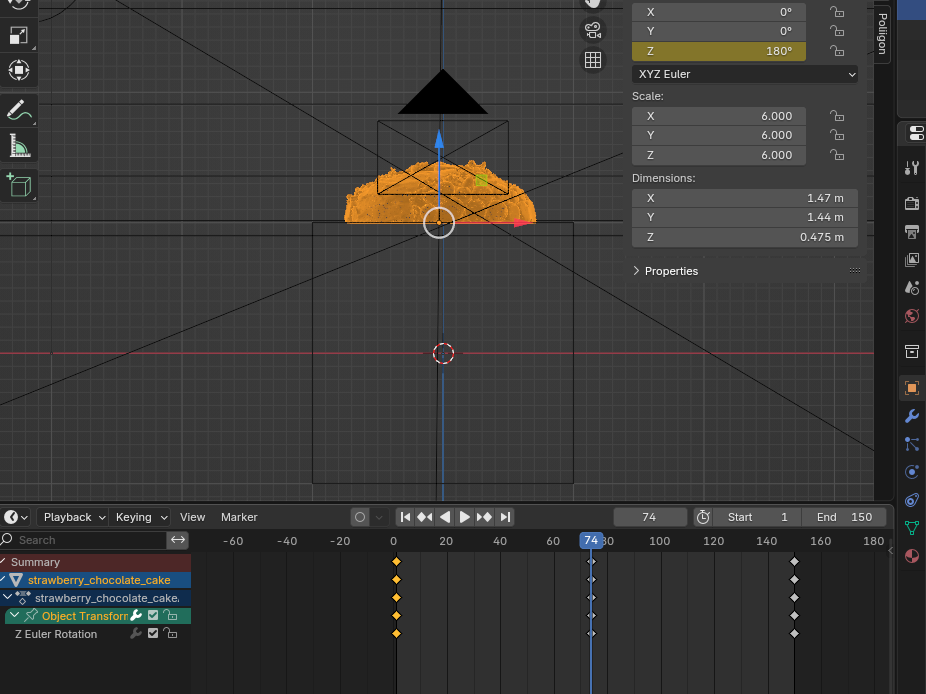 X 0°
Y 0°
Z 180°
XYZ Euler
Scale:
X 6.000
Y 6.000
Z 6.000
Dimensions:
X 1.47 m
Y 1.44 m
Z 0.475 m
Properties
Poliigon
Playback Keying View Marker 74 Start 1 End 150
Search
-60 -40 -20 0 20 40 60 74 100 120 140 160 180
Summary
strawberry_chocolate_cake
strawberry_chocolate_cake.
Object Transforn
Z Euler Rotation